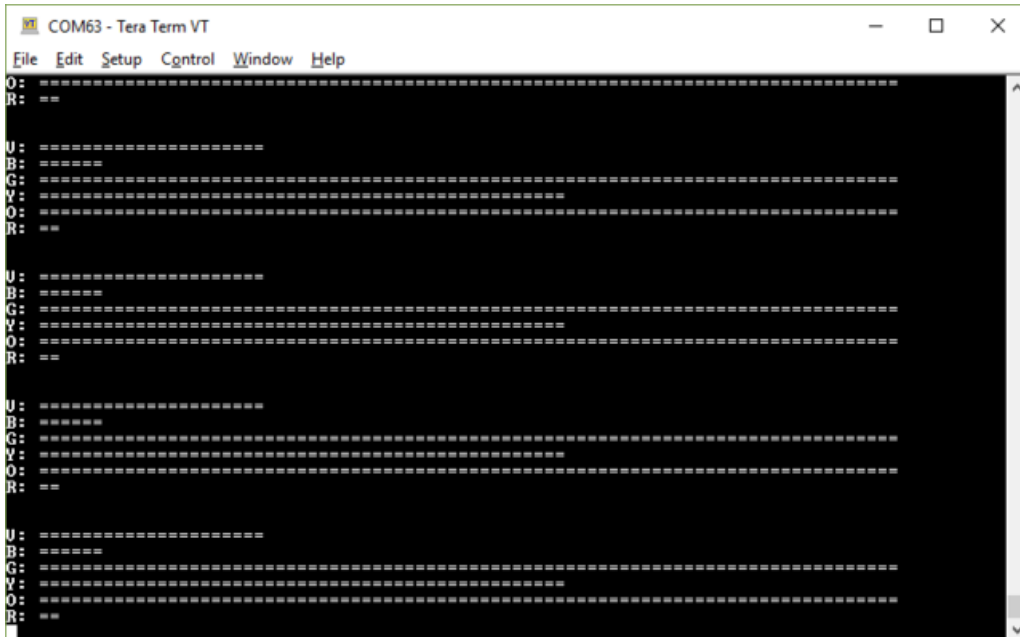 COM63 - Tera Term VT
File Edit Setup Control Window Help
O: ================================================================================
R: ==
V: =====================
B: ======
G: ================================================================================
Y: =================================================
O: ================================================================================
R: ==
V: =====================
B: ======
G: ================================================================================
Y: =================================================
O: ================================================================================
R: ==
V: =====================
B: ======
G: ================================================================================
Y: =================================================
O: ================================================================================
R: ==
V: =====================
B: ======
G: ================================================================================
Y: =================================================
O: ================================================================================
R: ==